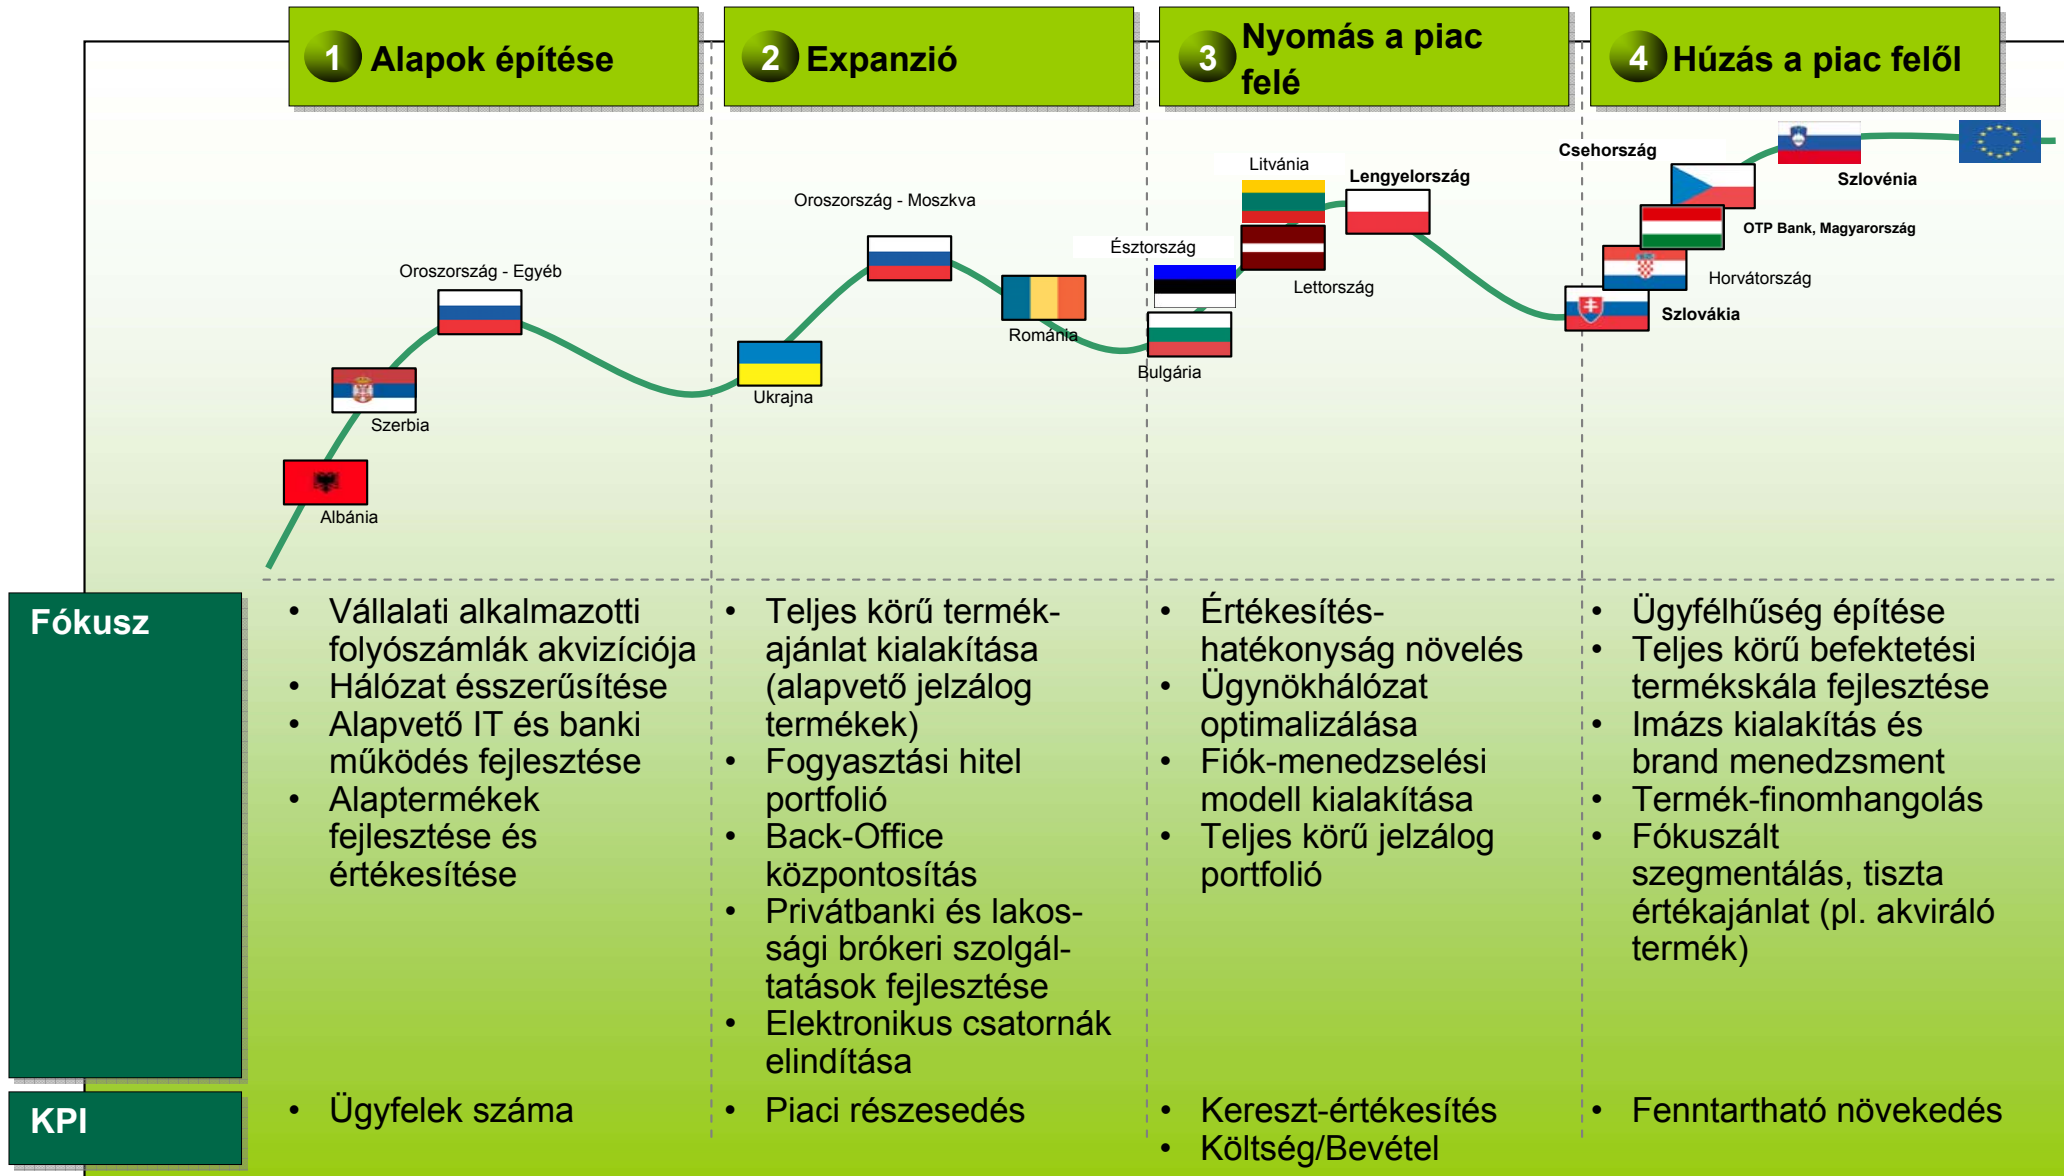 1 Alapok építése
2 Expanzió
3 Nyomás a piac
felé
4 Húzás a piac felől
Albánia
Szerbia
Oroszország - Egyéb
Ukrajna
Oroszország - Moszkva
Románia
Bulgária
Észtország
Lettország
Litvánia
Lengyelország
Szlovákia
Horvátország
OTP Bank, Magyarország
Csehország
Szlovénia
Fókusz
• Vállalati alkalmazotti
folyószámlák akvizíciója
• Hálózat ésszerűsítése
• Alapvető IT és banki
működés fejlesztése
• Alaptermékek
fejlesztése és
értékesítése
• Teljes körű termék-
ajánlat kialakítása
(alapvető jelzálog
termékek)
• Fogyasztási hitel
portfolió
• Back-Office
központosítás
• Privátbanki és lakos-
sági brókeri szolgál-
tatások fejlesztése
• Elektronikus csatornák
elindítása
• Értékesítés-
hatékonyság növelés
• Ügynökhálózat
optimalizálása
• Fiók-menedzselési
modell kialakítása
• Teljes körű jelzálog
portfolió
• Ügyfélhűség építése
• Teljes körű befektetési
termékskála fejlesztése
• Imázs kialakítás és
brand menedzsment
• Termék-finomhangolás
• Fókuszált
szegmentálás, tiszta
értékajánlat (pl. akviráló
termék)
KPI
• Ügyfelek száma
• Piaci részesedés
• Kereszt-értékesítés
• Költség/Bevétel
• Fenntartható növekedés